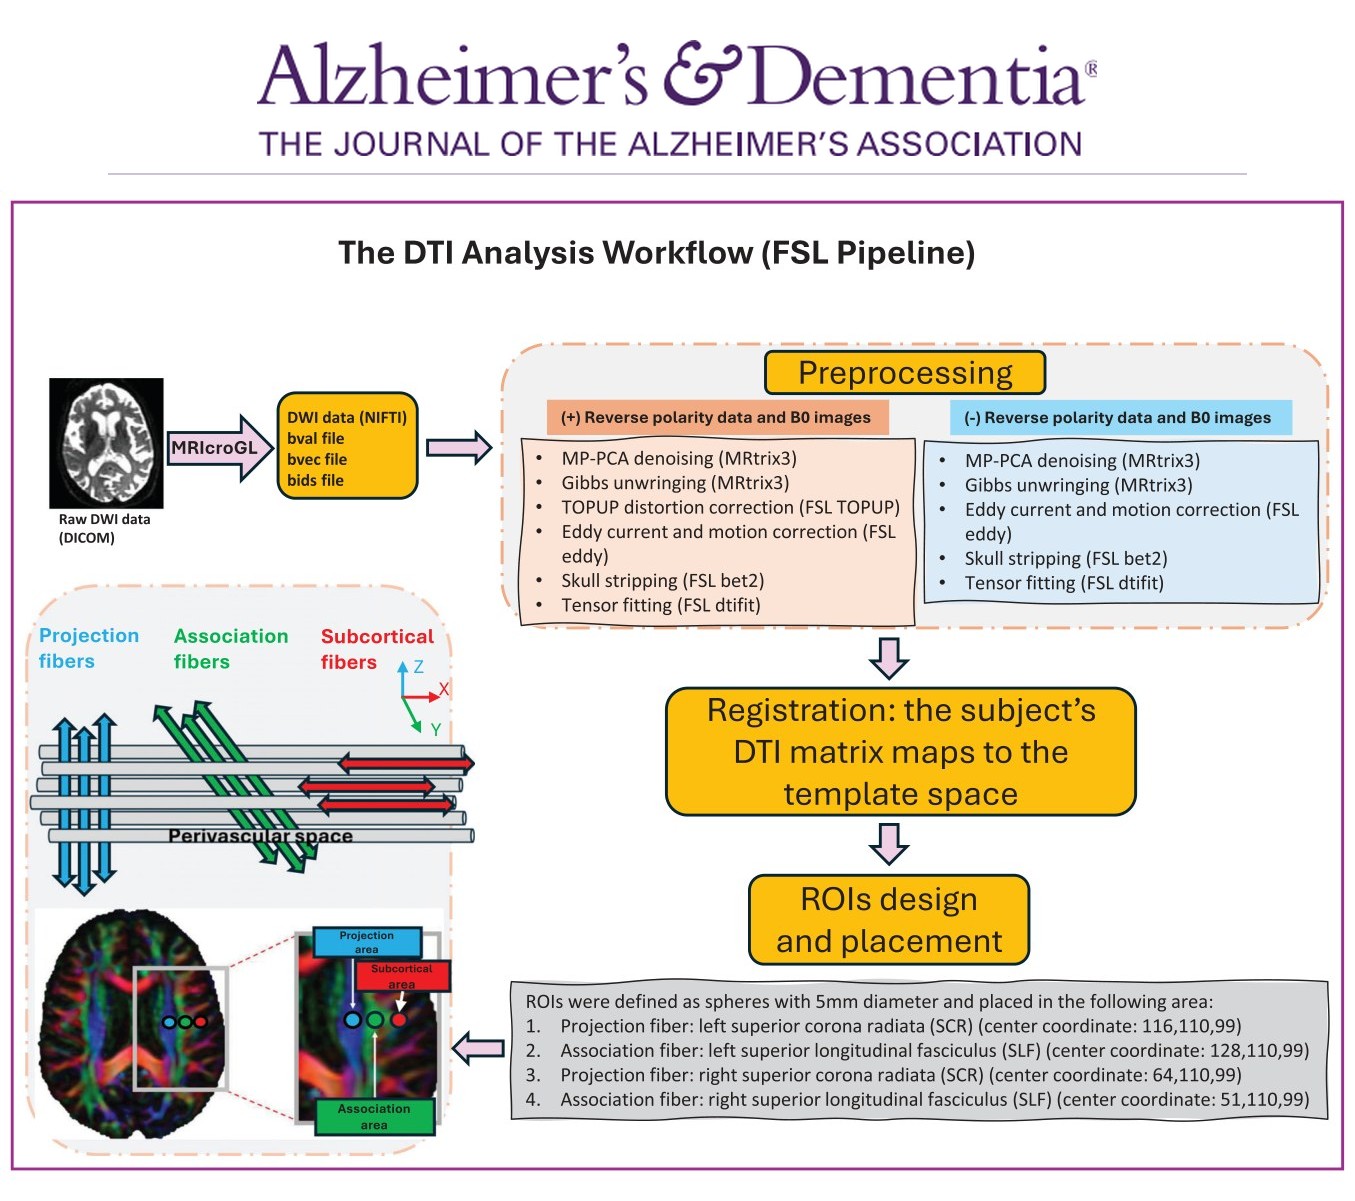 Alzheimer's & Dementia®
THE JOURNAL OF THE ALZHEIMER'S ASSOCIATION
The DTI Analysis Workflow (FSL Pipeline)
Raw DWI data
(DICOM)
MRIcroGL
DWI data (NIFTI)
bval file
bvec file
bids file
Preprocessing
(+) Reverse polarity data and B0 images
• MP-PCA denoising (MRtrix3)
• Gibbs unwringing (MRtrix3)
• TOPUP distortion correction (FSL TOPUP)
• Eddy current and motion correction (FSL
eddy)
• Skull stripping (FSL bet2)
• Tensor fitting (FSL dtifit)
(-) Reverse polarity data and B0 images
• MP-PCA denoising (MRtrix3)
• Gibbs unwringing (MRtrix3)
• Eddy current and motion correction (FSL
eddy)
• Skull stripping (FSL bet2)
• Tensor fitting (FSL dtifit)
Registration: the subject's
DTI matrix maps to the
template space
ROIs design
and placement
ROIs were defined as spheres with 5mm diameter and placed in the following area:
1. Projection fiber: left superior corona radiata (SCR) (center coordinate: 116,110,99)
2. Association fiber: left superior longitudinal fasciculus (SLF) (center coordinate: 128,110,99)
3. Projection fiber: right superior corona radiata (SCR) (center coordinate: 64,110,99)
4. Association fiber: right superior longitudinal fasciculus (SLF) (center coordinate: 51,110,99)
Projection
fibers
Association
fibers
Subcortical
fibers
Z
X
Y
Perivascular space
Projection
area
Subcortical
area
Association
area